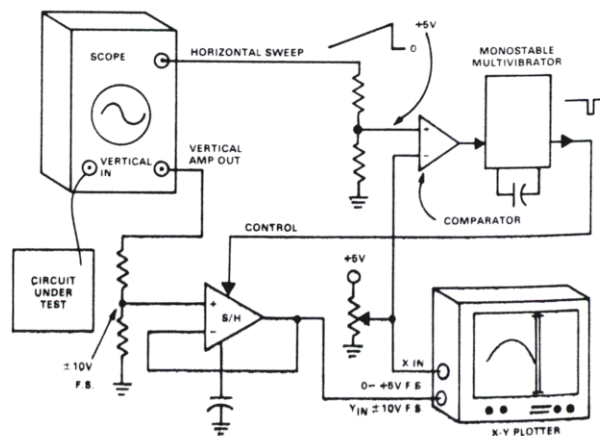 SCOPE
HORIZONTAL SWEEP
0
+5V
MONOSTABLE
MULTIVIBRATOR
VERTICAL
IN
VERTICAL
AMP OUT
+
−
COMPARATOR
CONTROL
CIRCUIT
UNDER
TEST
+5V
+
−
S/H
±10V
F.S.
X IN
0− +5V F.S
YIN ±10V F.S
X-Y PLOTTER